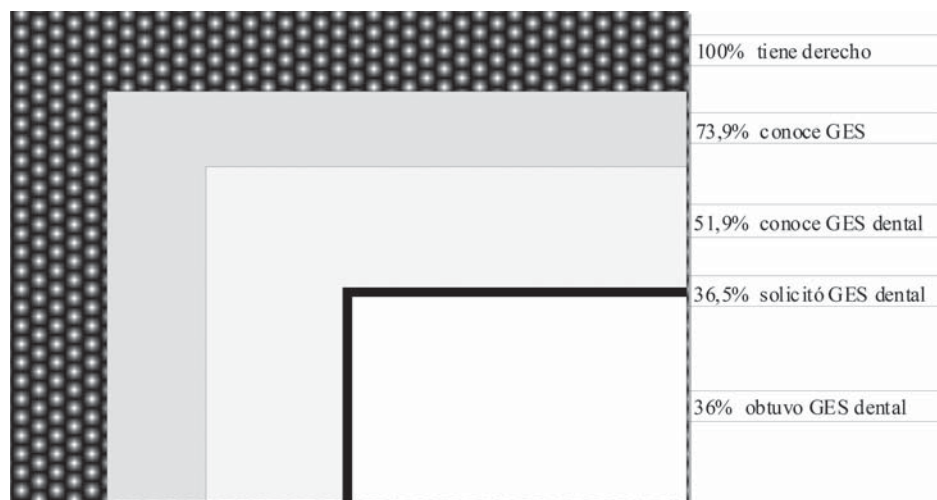 100% tiene derecho
73,9% conoce GES
51,9% conoce GES dental
36,5% solicitó GES dental
36% obtuvo GES dental